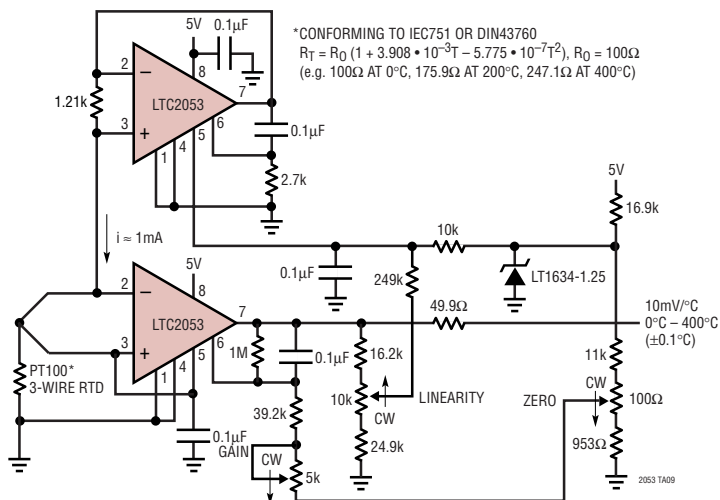 *CONFORMING TO IEC751 OR DIN43760
R_T = R_O (1 + 3.908 • 10⁻³T – 5.775 • 10⁻⁷T²), R_O = 100Ω
(e.g. 100Ω AT 0°C, 175.9Ω AT 200°C, 247.1Ω AT 400°C)
5V
0.1µF
2
–
8
1.21k
LTC2053
7
3
+
6
5
4
1
0.1µF
2.7k
i ≈ 1mA
5V
16.9k
10k
0.1µF
249k
LT1634-1.25
5V
2
–
8
LTC2053
7
3
+
6
5
4
1
49.9Ω
10mV/°C
0°C – 400°C
(±0.1°C)
PT100*
3-WIRE RTD
1M
0.1µF
16.2k
10k
CW
LINEARITY
24.9k
11k
CW
ZERO
100Ω
953Ω
39.2k
0.1µF
GAIN
CW
5k
2053 TA09